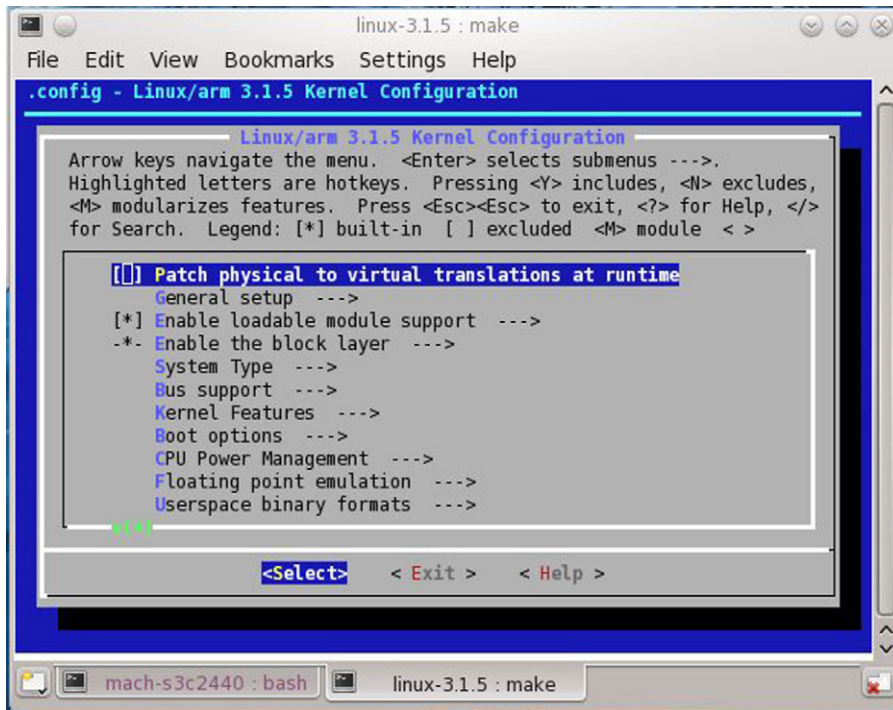 linux-3.1.5 : make
File Edit View Bookmarks Settings Help
.config - Linux/arm 3.1.5 Kernel Configuration
Linux/arm 3.1.5 Kernel Configuration
Arrow keys navigate the menu. <Enter> selects submenus --->.
Highlighted letters are hotkeys. Pressing <Y> includes, <N> excludes,
<M> modularizes features. Press <Esc><Esc> to exit, <?> for Help, </>
for Search. Legend: [*] built-in [ ] excluded <M> module < >
[ ] Patch physical to virtual translations at runtime
General setup --->
[*] Enable loadable module support --->
-*- Enable the block layer --->
System Type --->
Bus support --->
Kernel Features --->
Boot options --->
CPU Power Management --->
Floating point emulation --->
Userspace binary formats --->
<Select> < Exit > < Help >
mach-s3c2440 : bash linux-3.1.5 : make